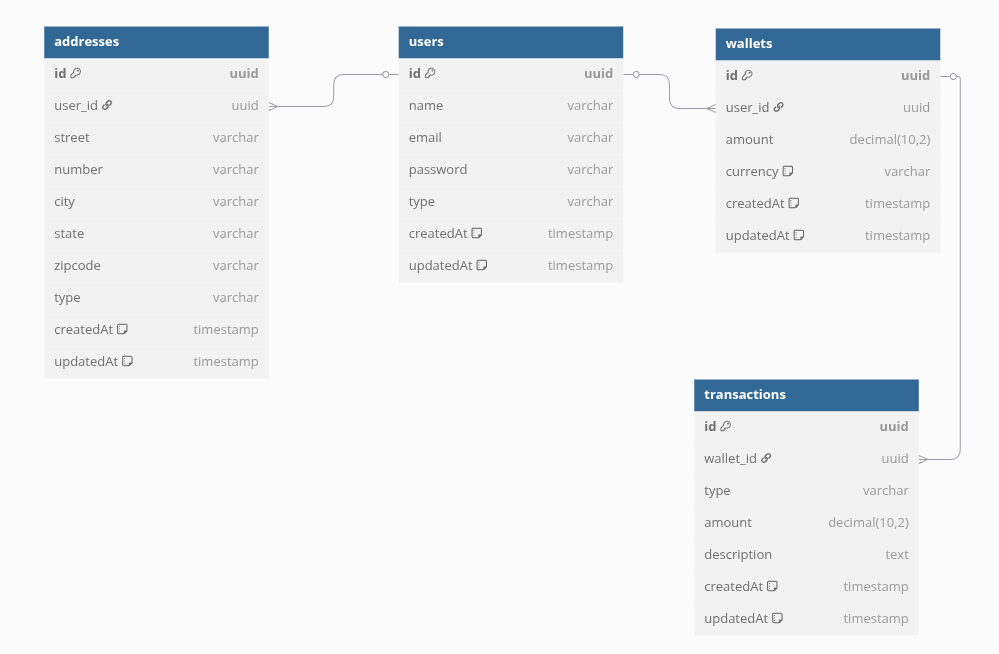 addresses
id uuid
user_id uuid
street varchar
number varchar
city varchar
state varchar
zipcode varchar
type varchar
createdAt timestamp
updatedAt timestamp
users
id uuid
name varchar
email varchar
password varchar
type varchar
createdAt timestamp
updatedAt timestamp
wallets
id uuid
user_id uuid
amount decimal(10,2)
currency varchar
createdAt timestamp
updatedAt timestamp
transactions
id uuid
wallet_id uuid
type varchar
amount decimal(10,2)
description text
createdAt timestamp
updatedAt timestamp